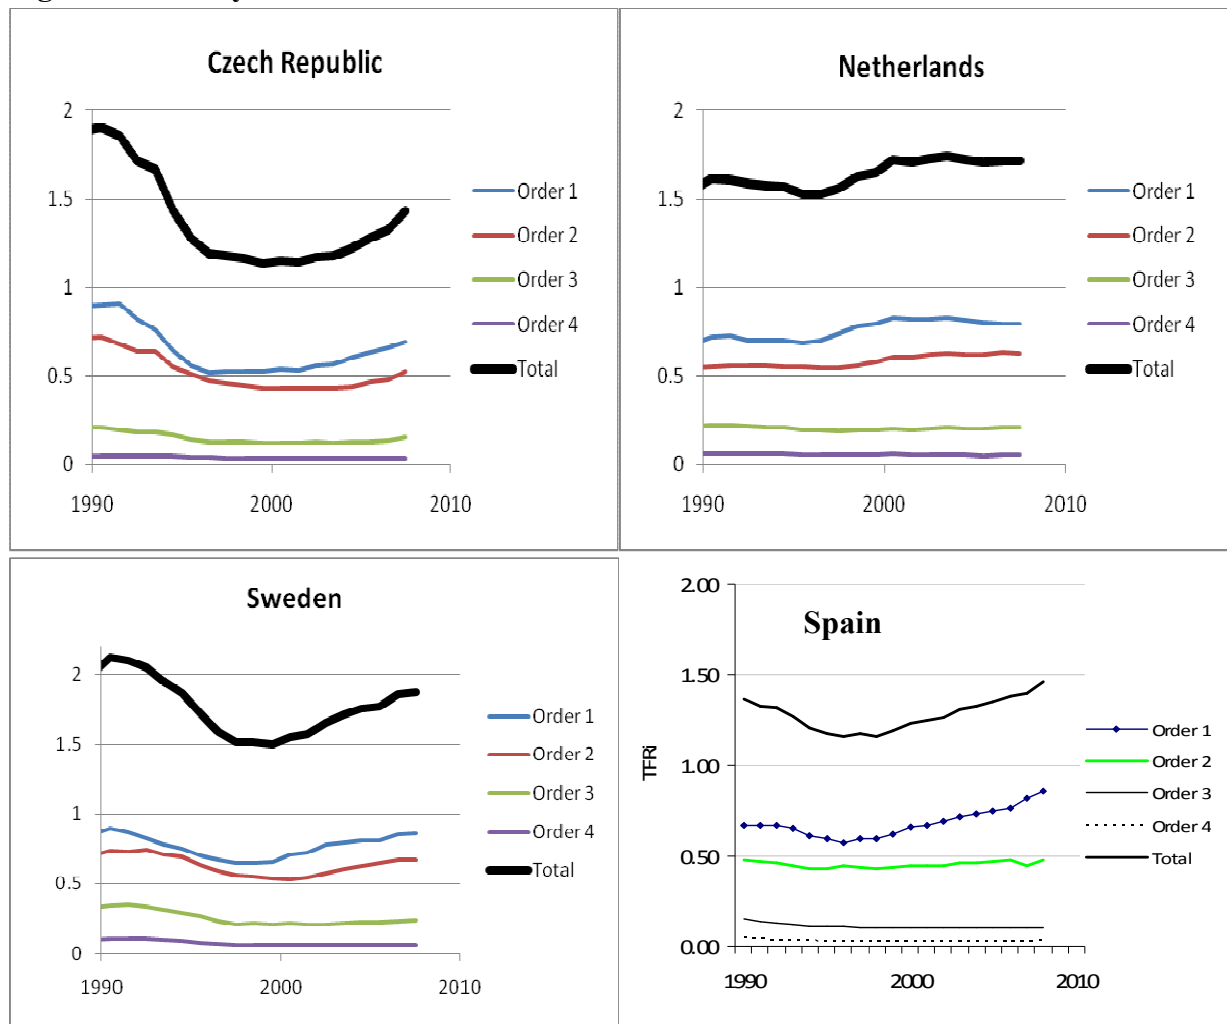 Czech Republic
2
1.5
1
0.5
0
1990
2000
2010
Order 1
Order 2
Order 3
Order 4
Total
Netherlands
2
1.5
1
0.5
0
1990
2000
2010
Order 1
Order 2
Order 3
Order 4
Total
Sweden
2
1.5
1
0.5
0
1990
2000
2010
Order 1
Order 2
Order 3
Order 4
Total
Spain
TFRi
2.00
1.50
1.00
0.50
0.00
1990
2000
2010
Order 1
Order 2
Order 3
Order 4
Total